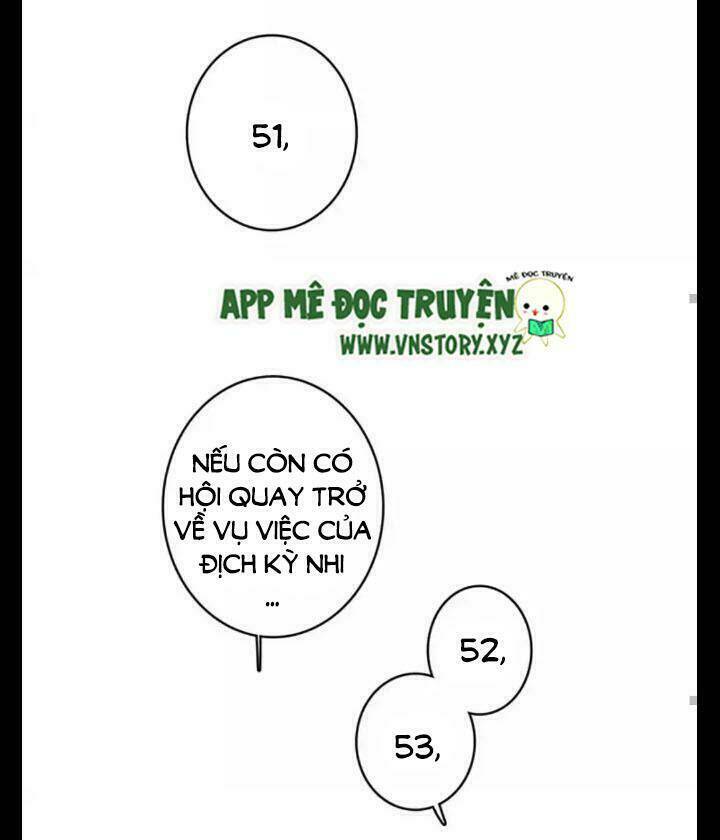 51,
MÊ ĐỌC TRUYỆN
APP MÊ ĐỌC TRUYỆN
WWW.VNSTORY.XYZ
NẾU CÒN CÓ
HỘI QUAY TRỞ
VỀ VỤ VIỆC CỦA
ĐỊCH KỲ NHI
...
52,
53,